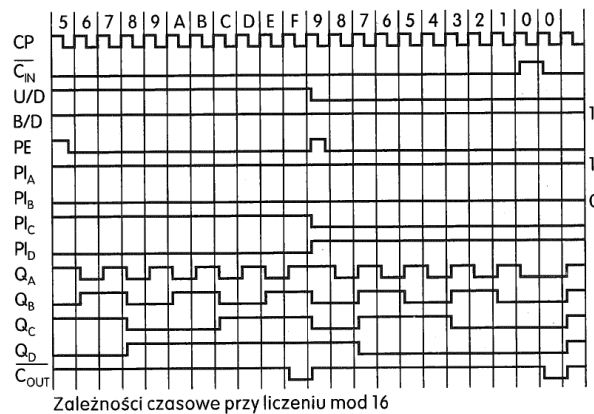 5 6 7 8 9 A B C D E F 9 8 7 6 5 4 3 2 1 0 0
CP
C̅IN
U/D
B/D 1
PE
PIA 1
PIB 0
PIC
PID
QA
QB
QC
QD
C̅OUT
Zależności czasowe przy liczeniu mod 16